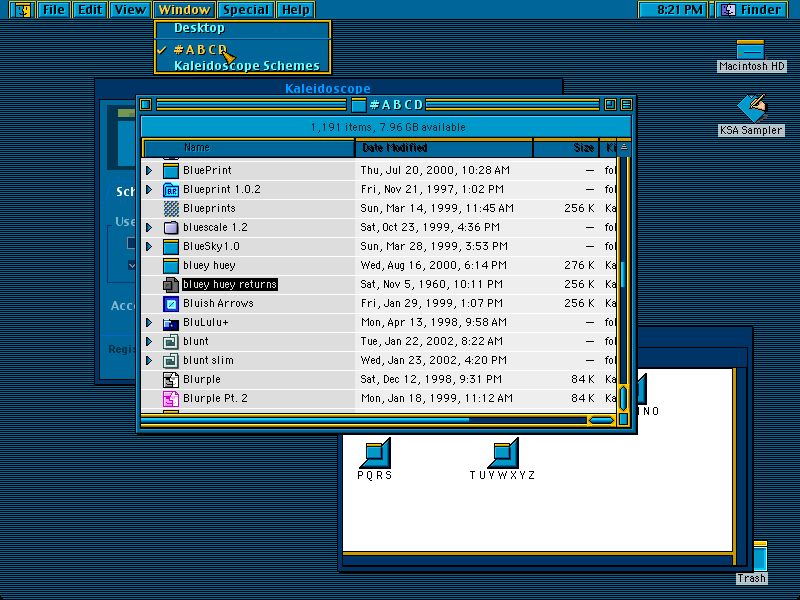 File Edit View Window Special Help 8:21 PM Finder
Desktop
✓ #ABCD
Kaleidoscope Schemes
Macintosh HD
KSA Sampler
Kaleidoscope
#ABCD
1,191 items, 7.96 GB available
Name Date Modified Size Ki
BluePrint Thu, Jul 20, 2000, 10:28 AM — fol
Blueprint 1.0.2 Fri, Nov 21, 1997, 1:02 PM — fol
Blueprints Sun, Mar 14, 1999, 11:45 AM 256 K Ka
bluescale 1.2 Sat, Oct 23, 1999, 4:36 PM — fol
BlueSky1.0 Sun, Mar 28, 1999, 3:53 PM — fol
bluey huey Wed, Aug 16, 2000, 6:14 PM 276 K Ka
bluey huey returns Sat, Nov 5, 1960, 10:11 PM 256 K Ka
Bluish Arrows Fri, Jan 29, 1999, 1:07 PM 256 K Ka
BluLulu+ Mon, Apr 13, 1998, 9:58 AM — fol
blunt Tue, Jan 22, 2002, 8:22 AM — fol
blunt slim Wed, Jan 23, 2002, 4:20 PM — fol
Blurple Sat, Dec 12, 1998, 9:31 PM 84 K Ka
Blurple Pt. 2 Mon, Jan 18, 1999, 11:12 AM 84 K Ka
Sch
Use
Acce
Regis
NO
PQRS
TUVWXYZ
Trash